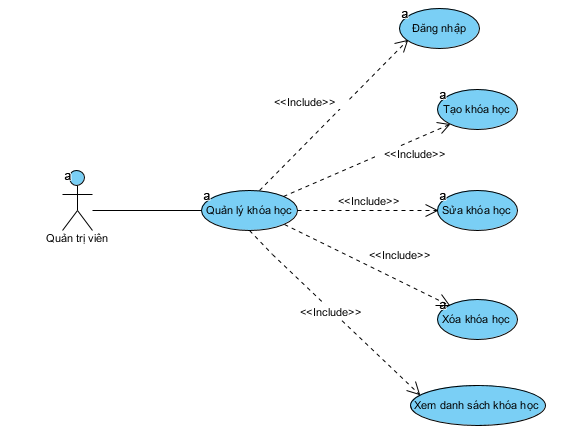 a
Đăng nhập
<<Include>>
a
Tạo khóa học
<<Include>>
a
Quản trị viên
a
Quản lý khóa học
<<Include>>
a
Sửa khóa học
<<Include>>
a
Xóa khóa học
<<Include>>
Xem danh sách khóa học